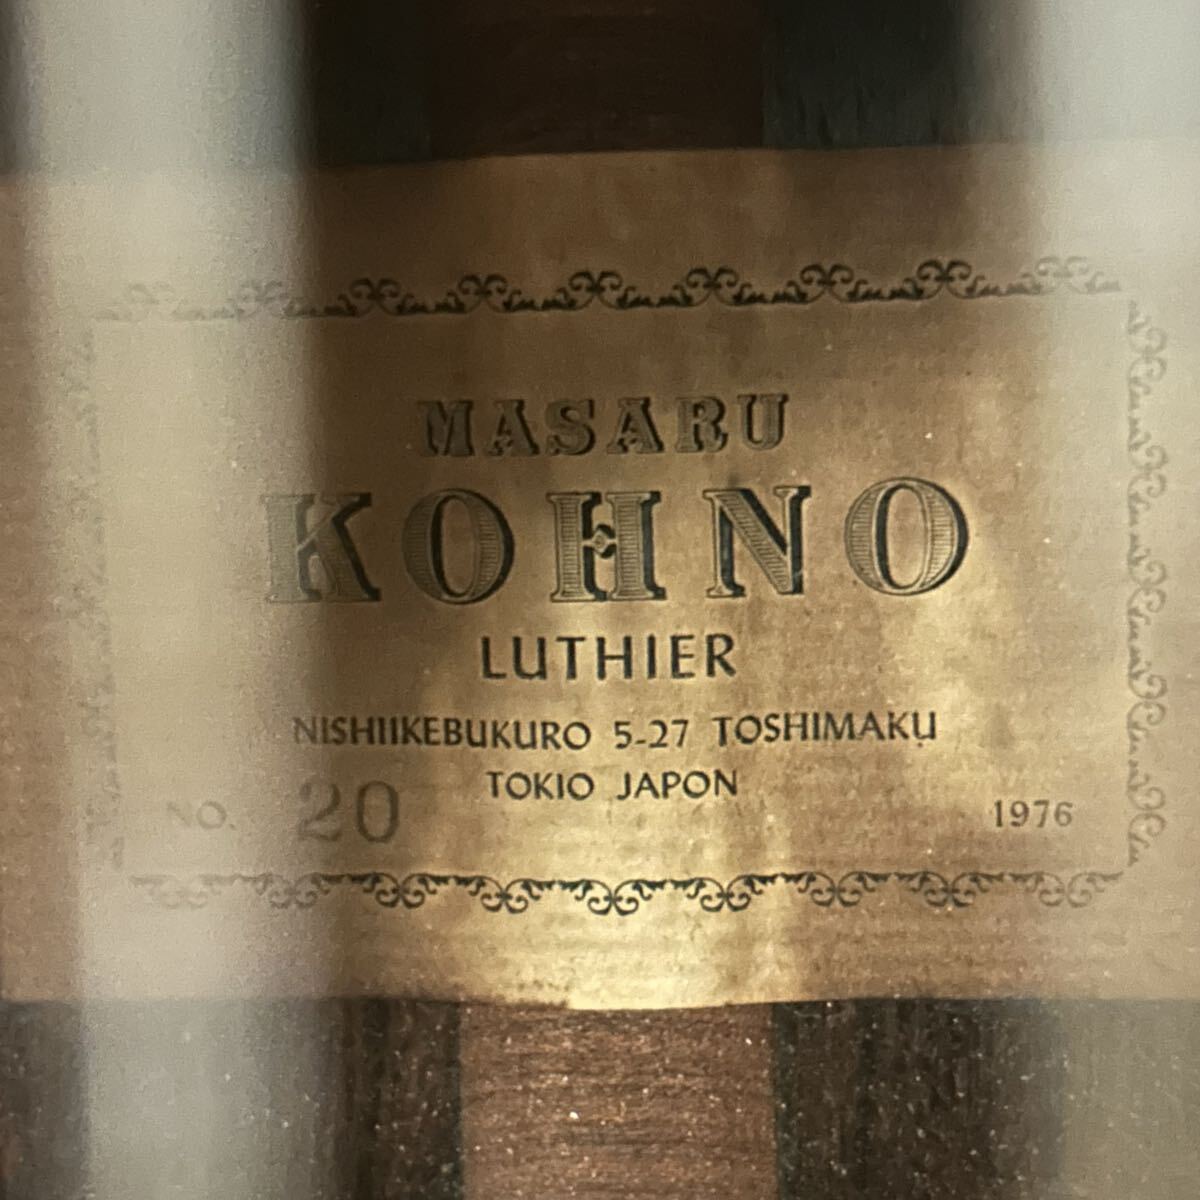 MASARU
KOHNO
LUTHIER
NISHIIKEBUKURO 5-27 TOSHIMAKU
TOKIO JAPON
NO. 20 1976